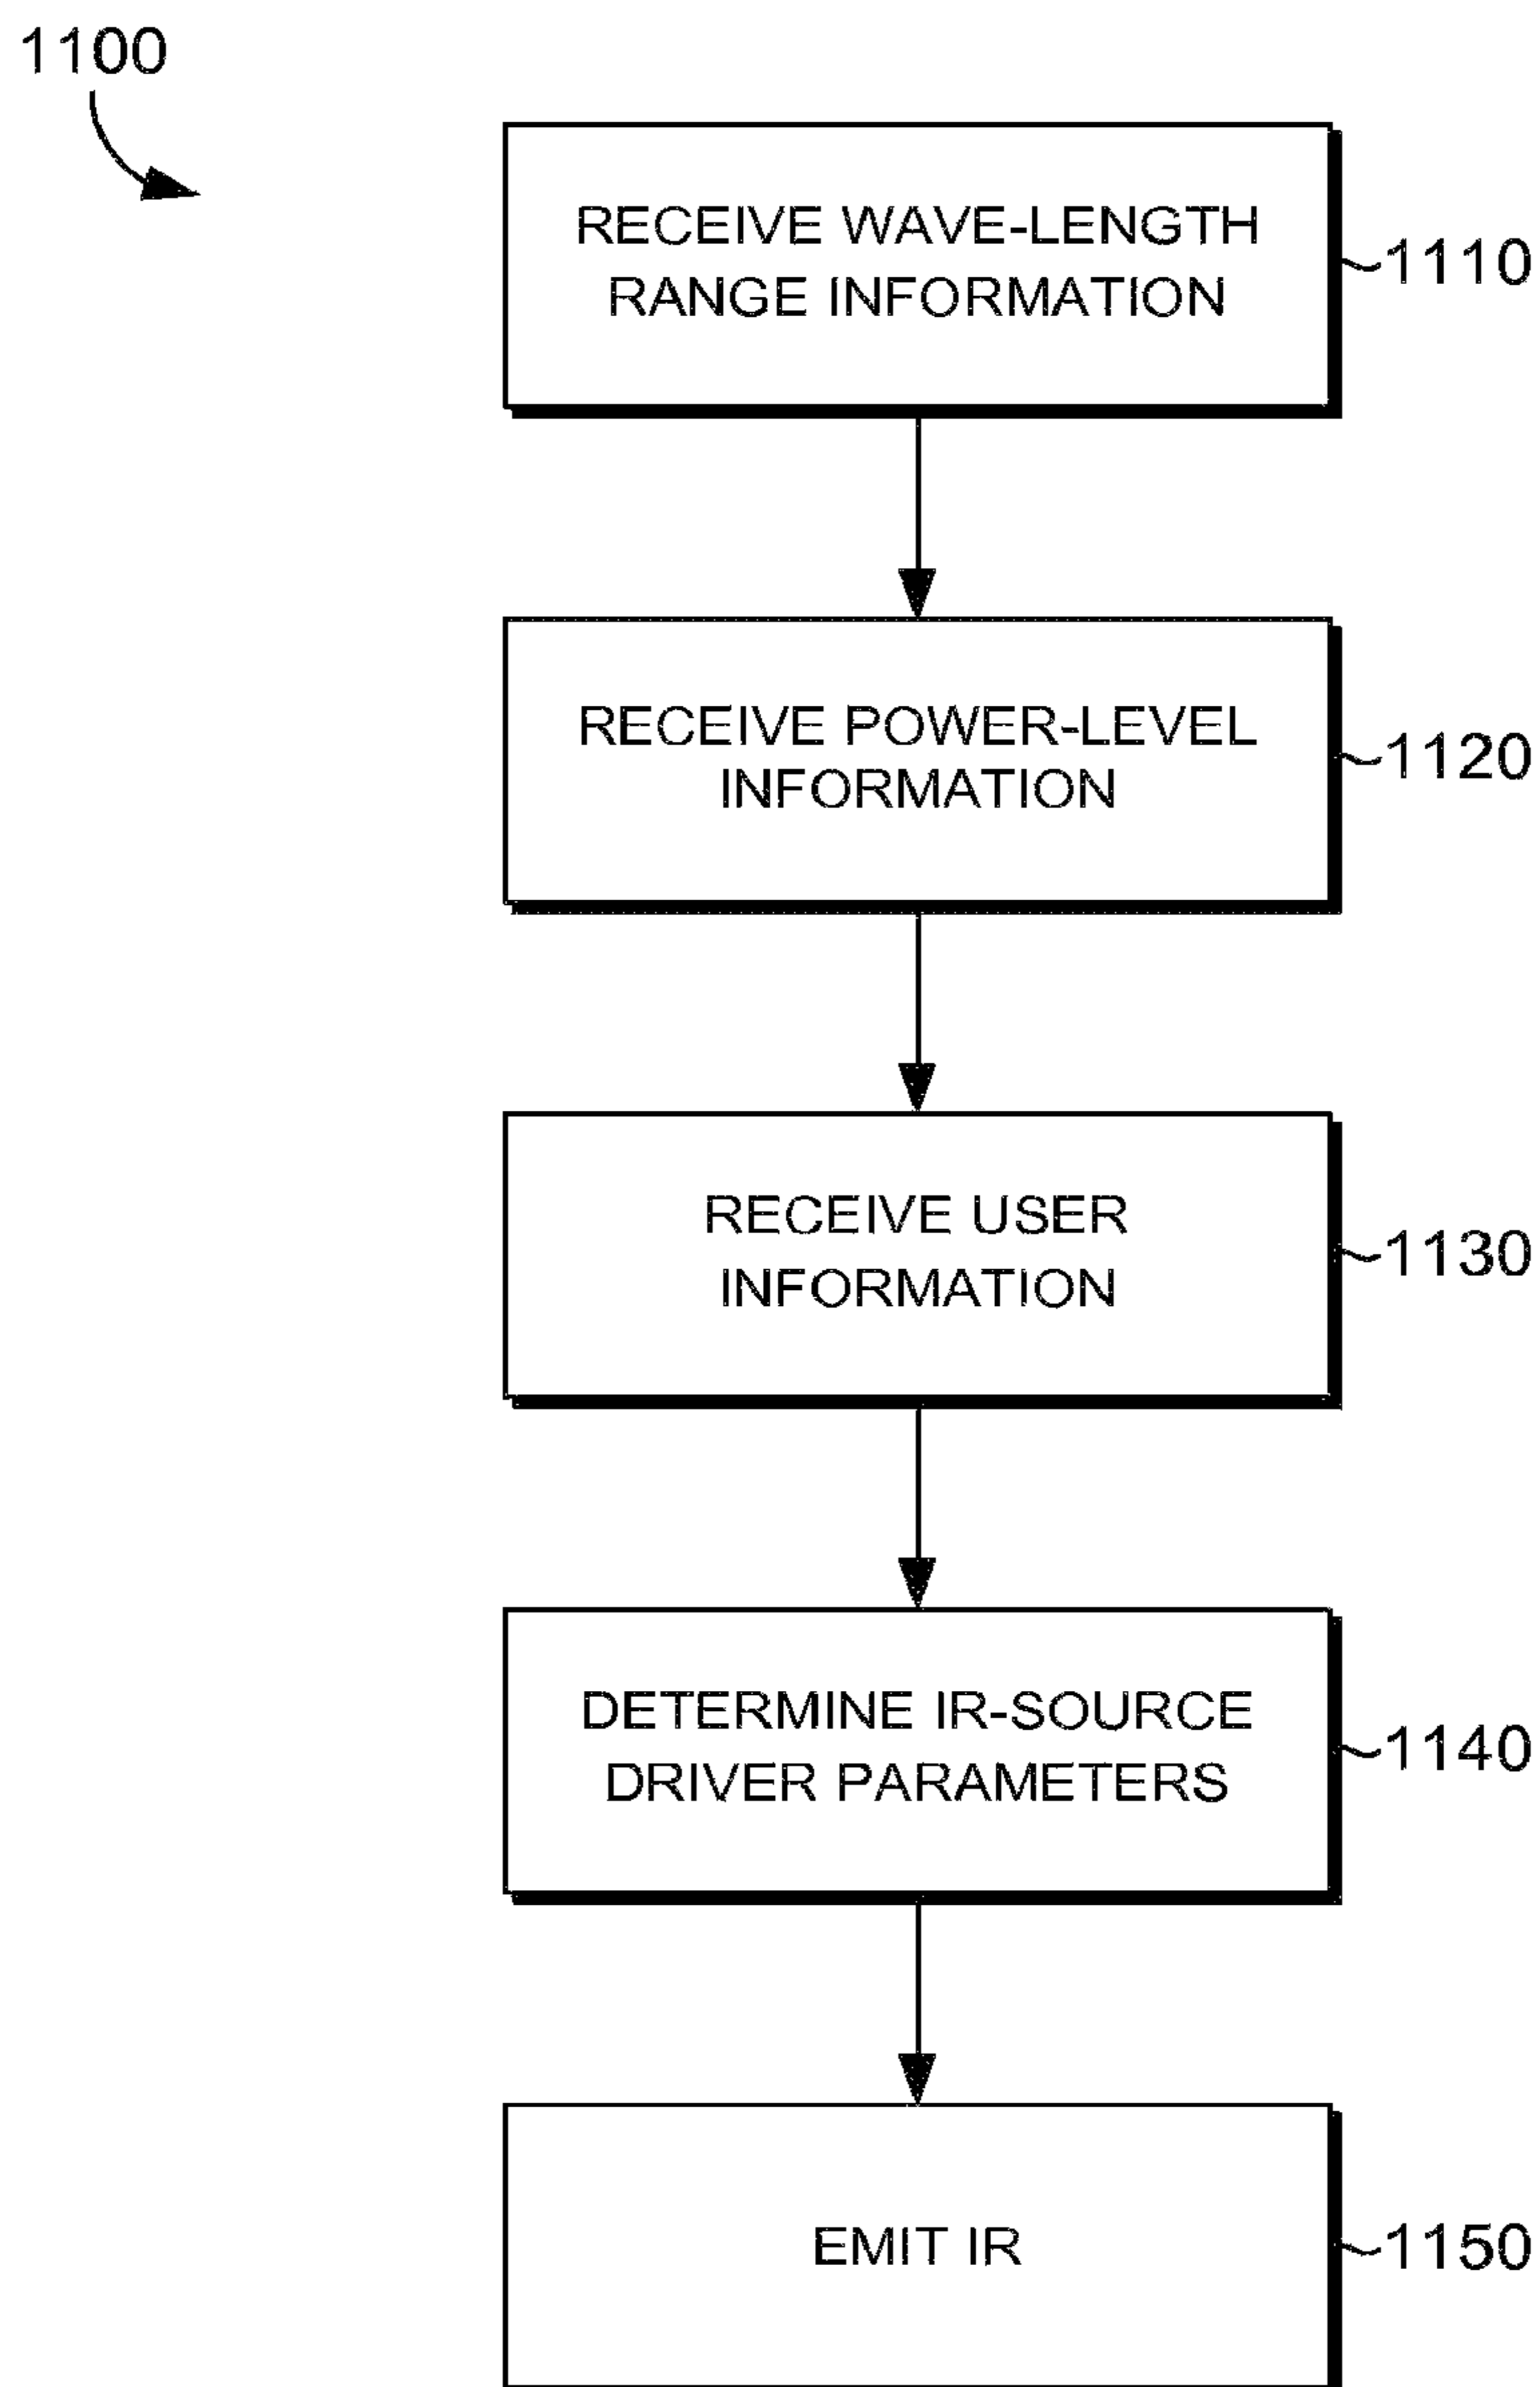 1100
RECEIVE WAVE-LENGTH
RANGE INFORMATION
1110
RECEIVE POWER-LEVEL
INFORMATION
1120
RECEIVE USER
INFORMATION
1130
DETERMINE IR-SOURCE
DRIVER PARAMETERS
1140
EMIT IR
1150